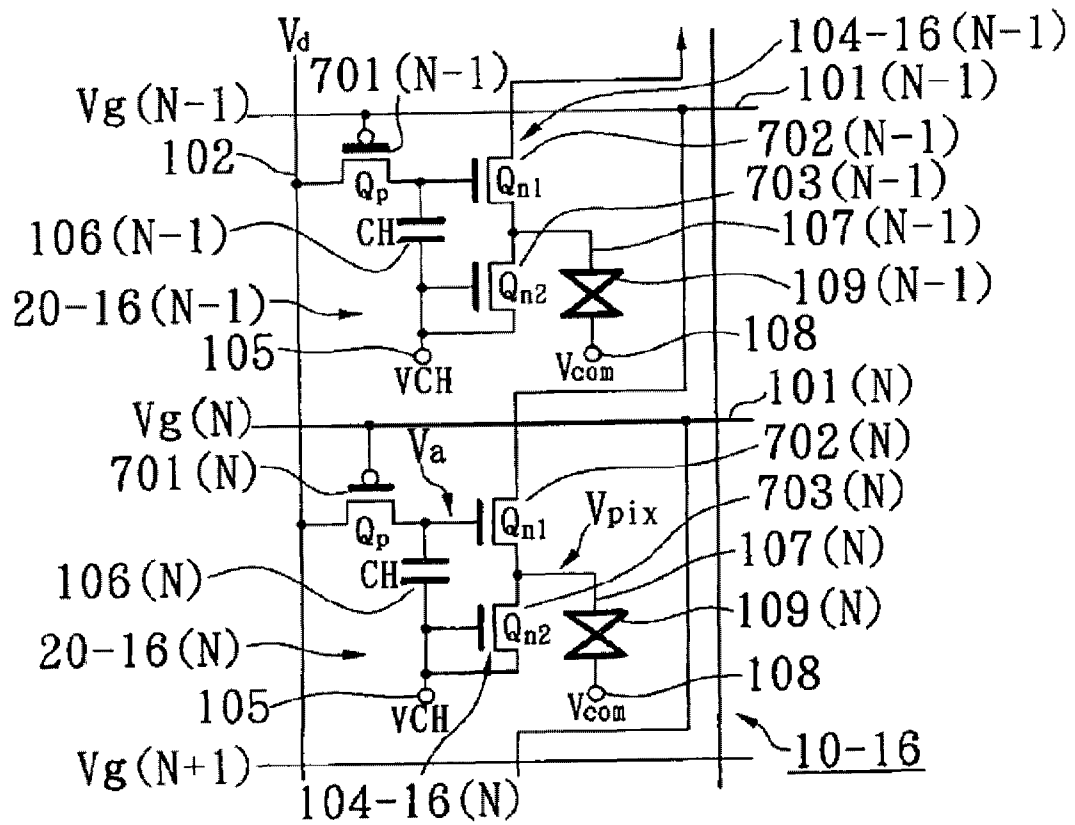 Vd
104-16(N-1)
701(N-1)
Vg(N-1)
101(N-1)
102
702(N-1)
Qp
Qn1
703(N-1)
106(N-1)
CH
107(N-1)
Qn2
109(N-1)
20-16(N-1)
105
VCH
Vcom
108
101(N)
Vg(N)
702(N)
Va
701(N)
703(N)
Qp
Qn1
Vpix
107(N)
106(N)
CH
109(N)
Qn2
20-16(N)
105
VCH
Vcom
108
Vg(N+1)
10-16
104-16(N)